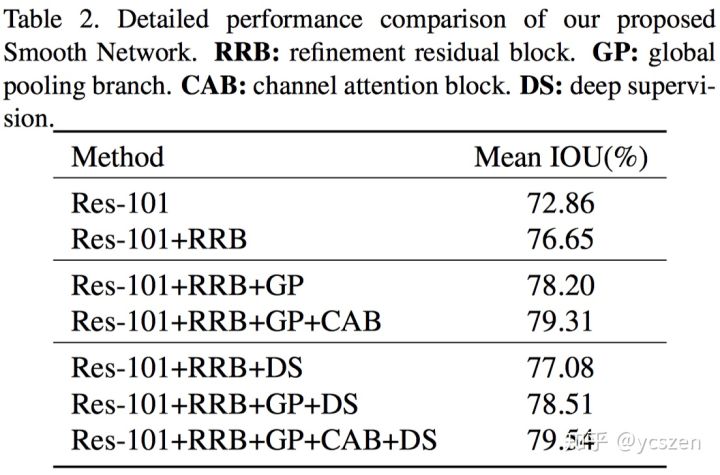 Table 2. Detailed performance comparison of our proposed
Smooth Network. RRB: refinement residual block. GP: global
pooling branch. CAB: channel attention block. DS: deep supervi-
sion.
Method Mean IOU(%)
Res-101 72.86
Res-101+RRB 76.65
Res-101+RRB+GP 78.20
Res-101+RRB+GP+CAB 79.31
Res-101+RRB+DS 77.08
Res-101+RRB+GP+DS 78.51
Res-101+RRB+GP+CAB+DS 79.54
知乎 @ycszen